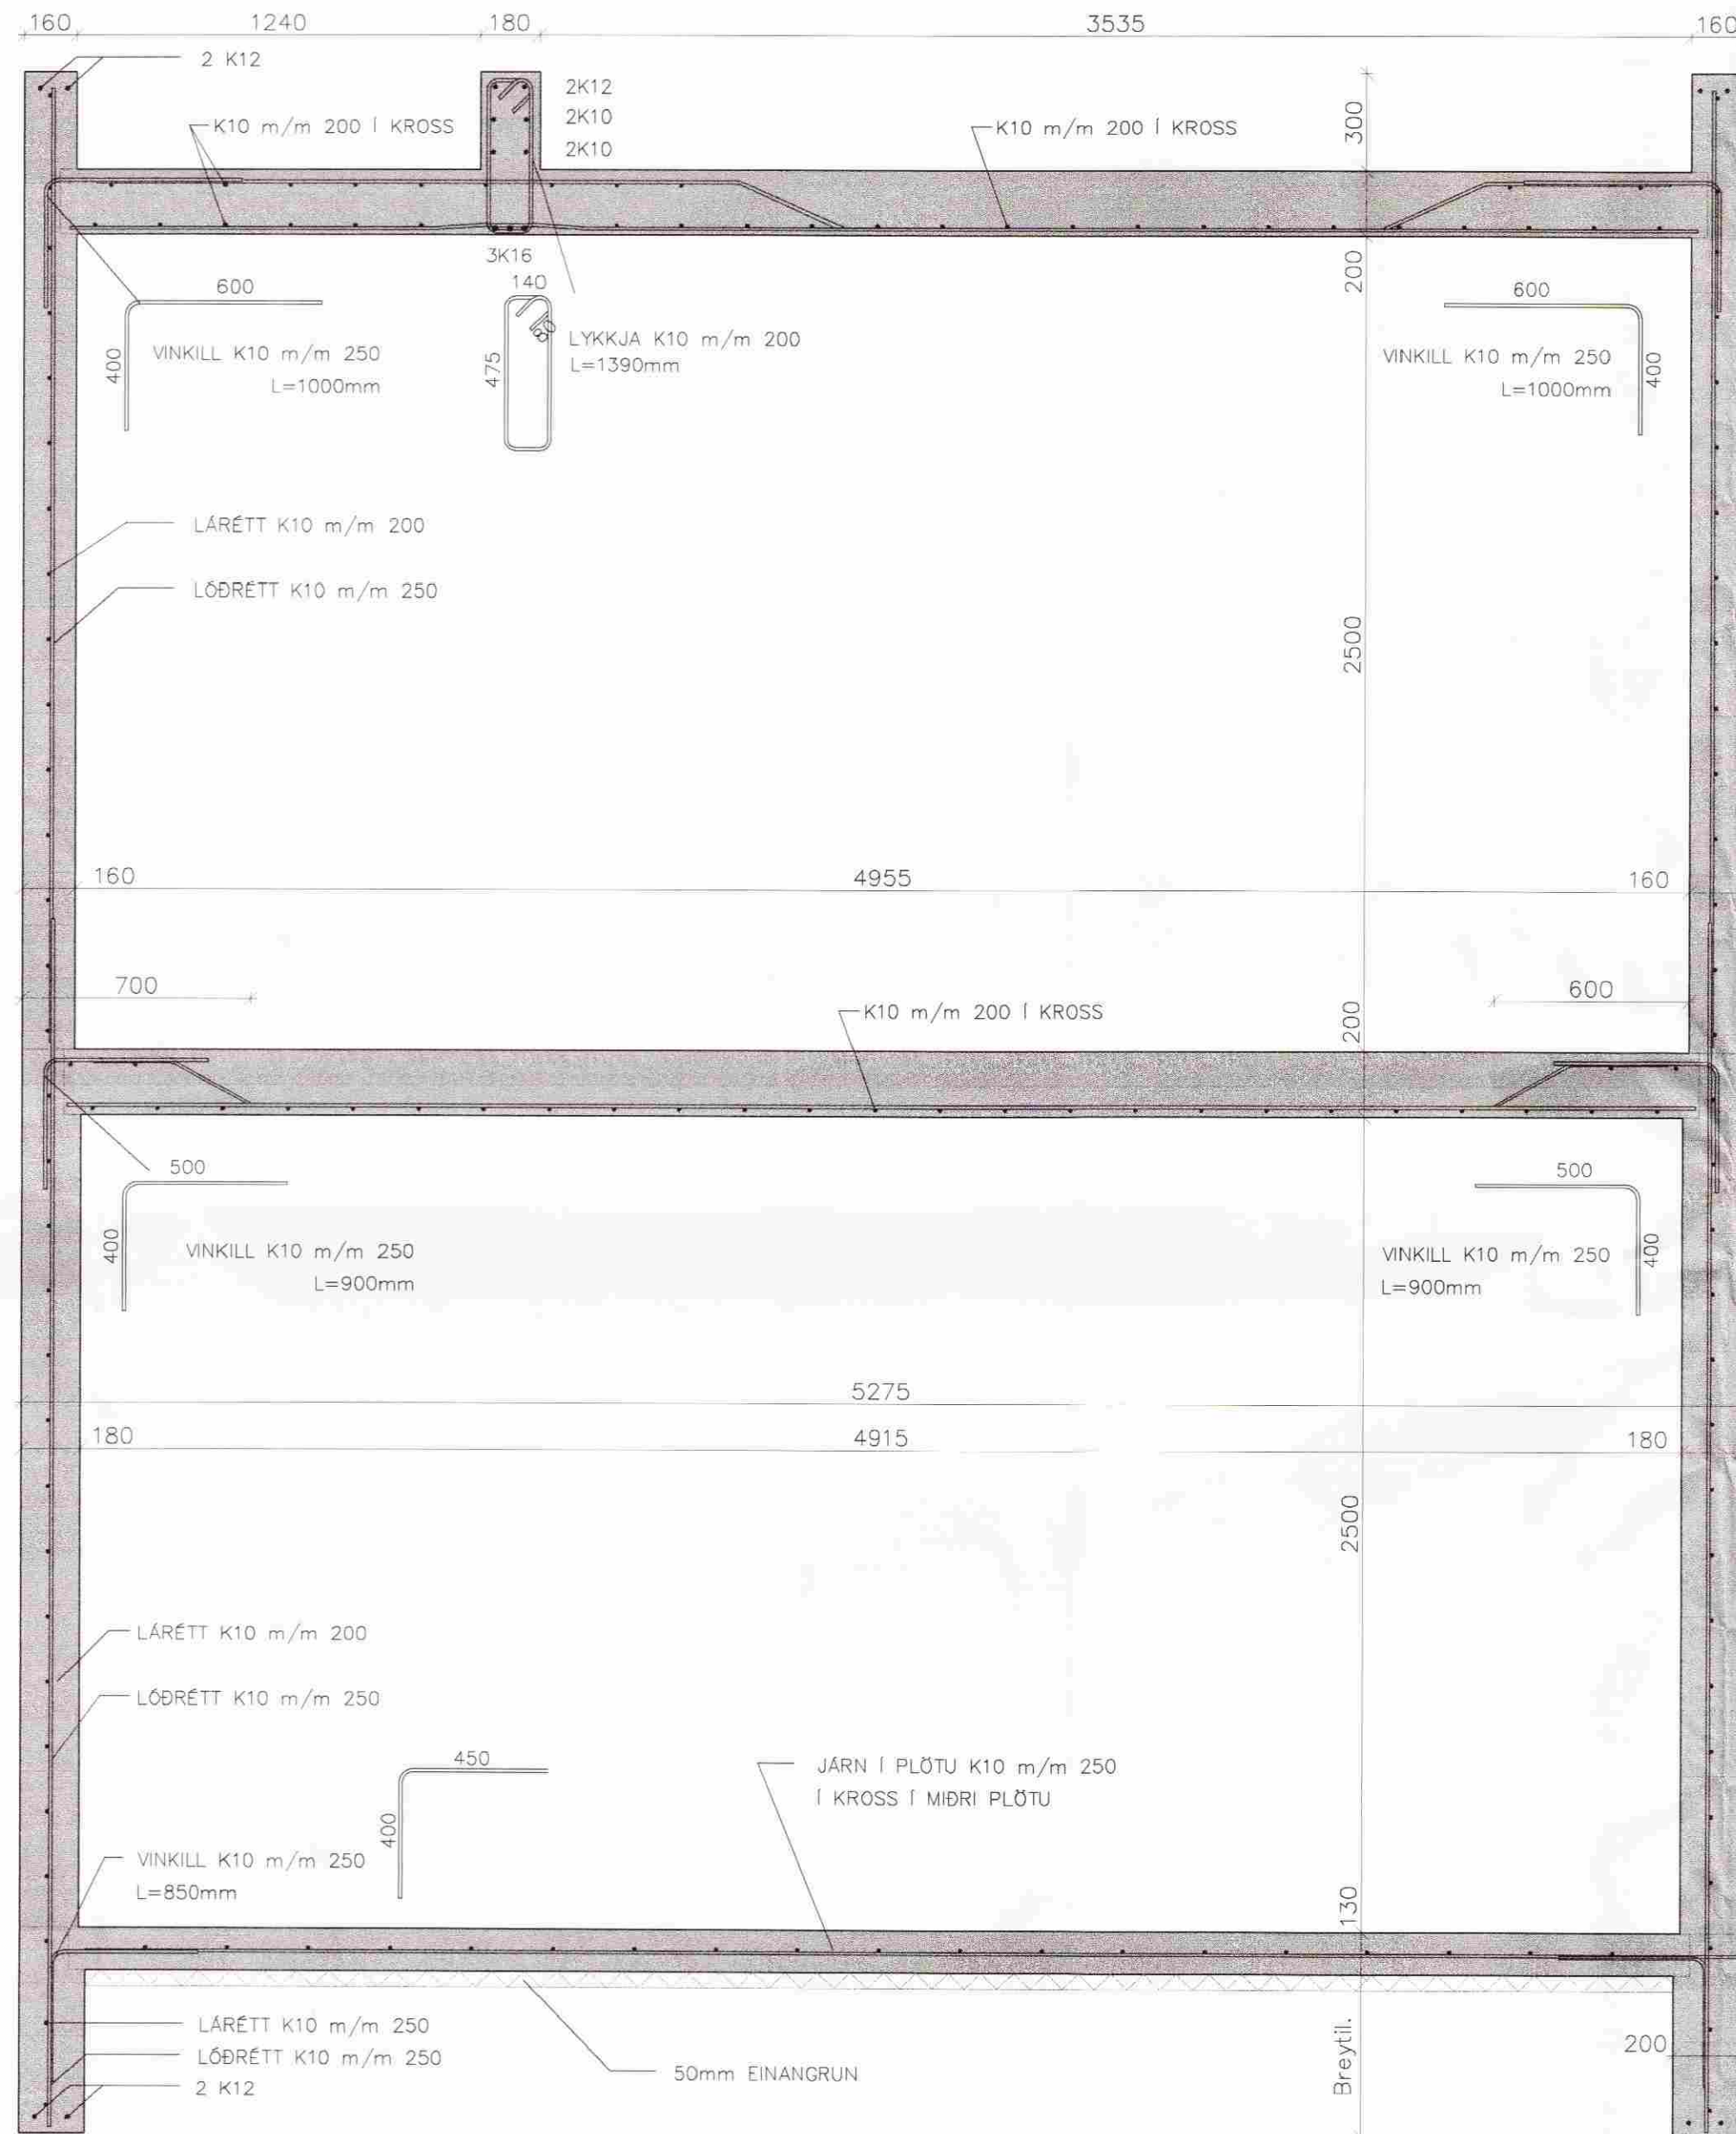 160 1240 180 3535 160
2 K12
2K12
2K10
2K10
K10 m/m 200 Í KROSS
K10 m/m 200 Í KROSS
300
3K16
140
200
600
400
VINKILL K10 m/m 250
L=1000mm
475
80
LYKKJA K10 m/m 200
L=1390mm
600
VINKILL K10 m/m 250
L=1000mm
400
LÁRÉTT K10 m/m 200
LÓÐRÉTT K10 m/m 250
2500
160 4955 160
700
600
K10 m/m 200 Í KROSS
200
500
400
VINKILL K10 m/m 250
L=900mm
500
VINKILL K10 m/m 250
L=900mm
400
5275
180 4915 180
2500
LÁRÉTT K10 m/m 200
LÓÐRÉTT K10 m/m 250
450
400
JÁRN Í PLÖTU K10 m/m 250
Í KROSS Í MIÐRI PLÖTU
VINKILL K10 m/m 250
L=850mm
130
LÁRÉTT K10 m/m 250
LÓÐRÉTT K10 m/m 250
2 K12
50mm EINANGRUN
Breytil.
200